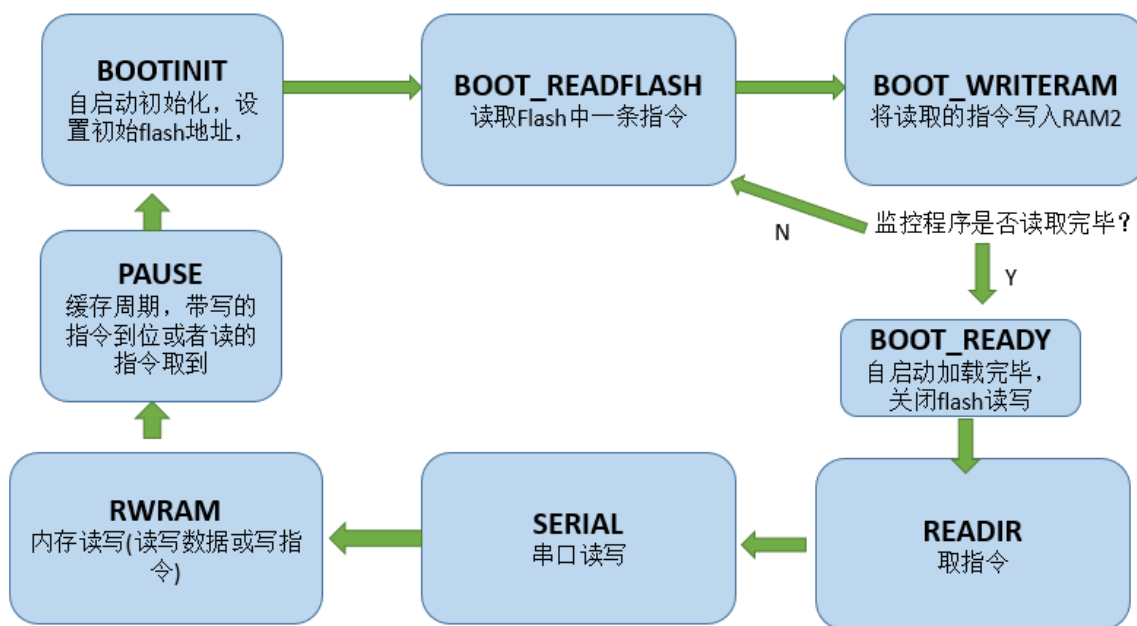 BOOTINIT
自启动初始化，设
置初始flash地址，
BOOT_READFLASH
读取Flash中一条指令
BOOT_WRITERAM
将读取的指令写入RAM2
N
监控程序是否读取完毕？
Y
PAUSE
缓存周期，带写的
指令到位或者读的
指令取到
BOOT_READY
自启动加载完毕，
关闭flash读写
RWRAM
内存读写(读写数据或写指
令)
SERIAL
串口读写
READIR
取指令